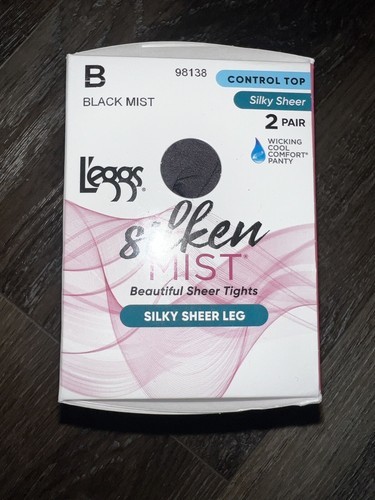 B
98138
BLACK MIST
CONTROL TOP
Silky Sheer
2 PAIR
WICKING
COOL
COMFORT®
PANTY
L'eggs®
silken
MIST®
Beautiful Sheer Tights
SILKY SHEER LEG